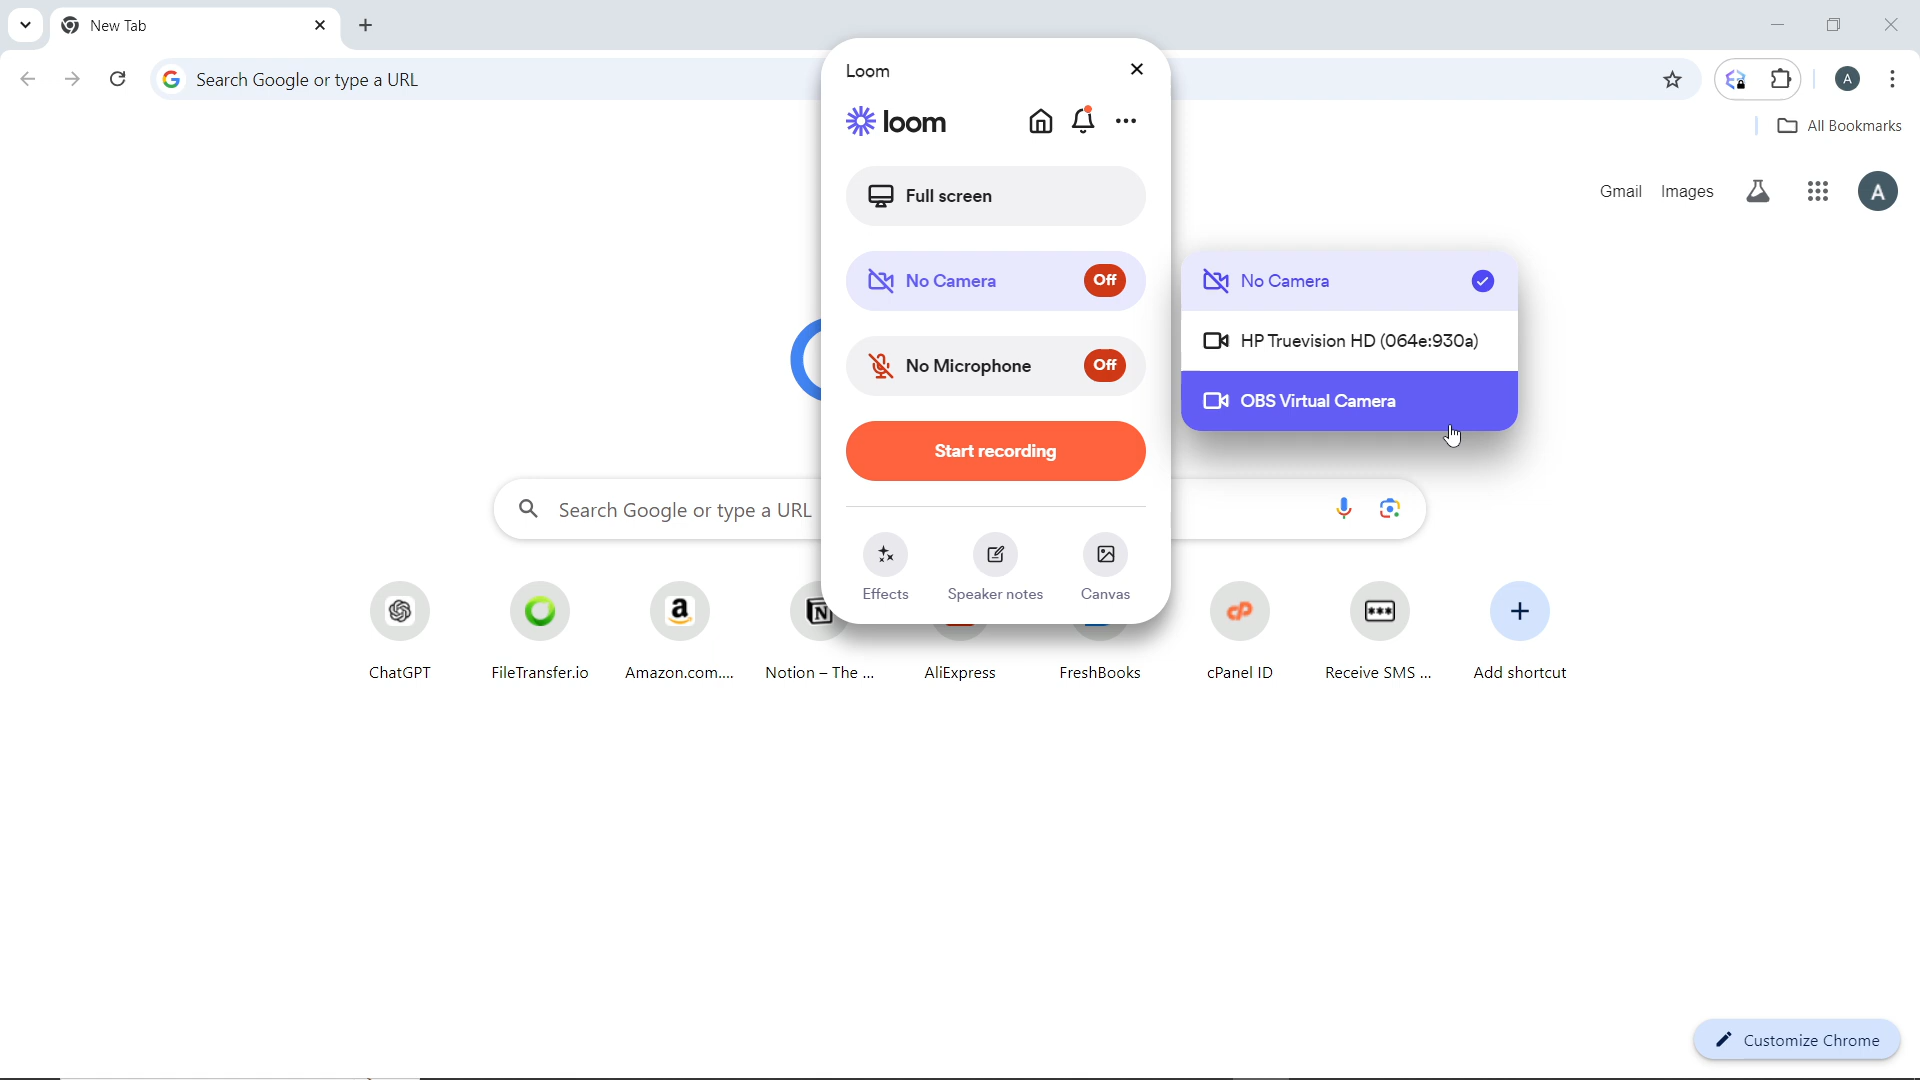 New Tab
Search Google or type a URL
A
All Bookmarks
Gmail
Images
A
Loom
loom
Full screen
No Camera
Off
No Microphone
Off
Start recording
Effects
Speaker notes
Canvas
No Camera
HP Truevision HD (064e:930a)
OBS Virtual Camera
Search Google or type a URL
ChatGPT
FileTransfer.io
Amazon.com....
Notion – The ...
AliExpress
FreshBooks
cPanel ID
Receive SMS ...
Add shortcut
Customize Chrome